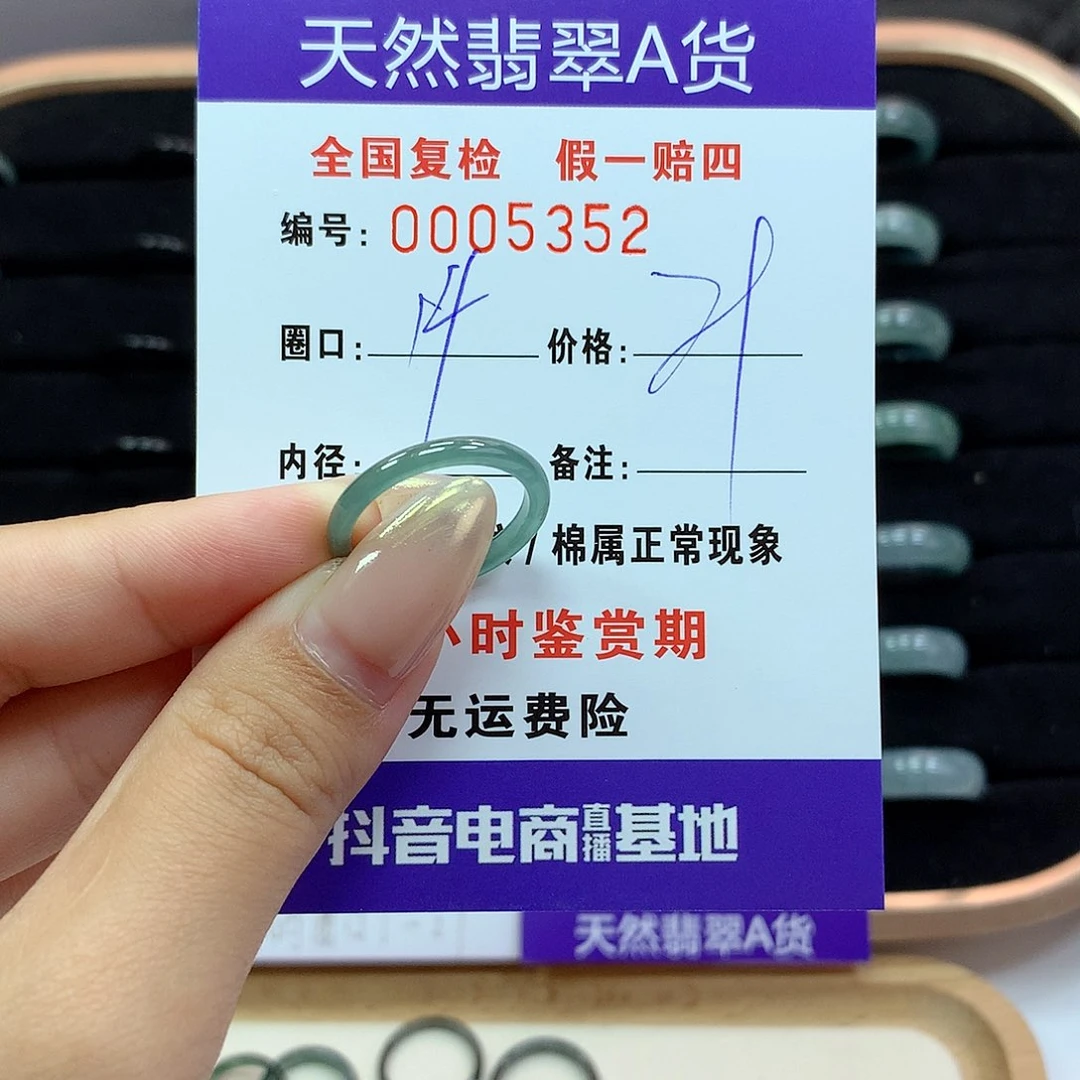 天然翡翠A货
全国复检 假一赔四
编号: 0005352
圈口: 14 价格:
内径: 备注:
/ 棉属正常现象
小时鉴赏期
无运费险
抖音电商直播基地
天然翡翠A货